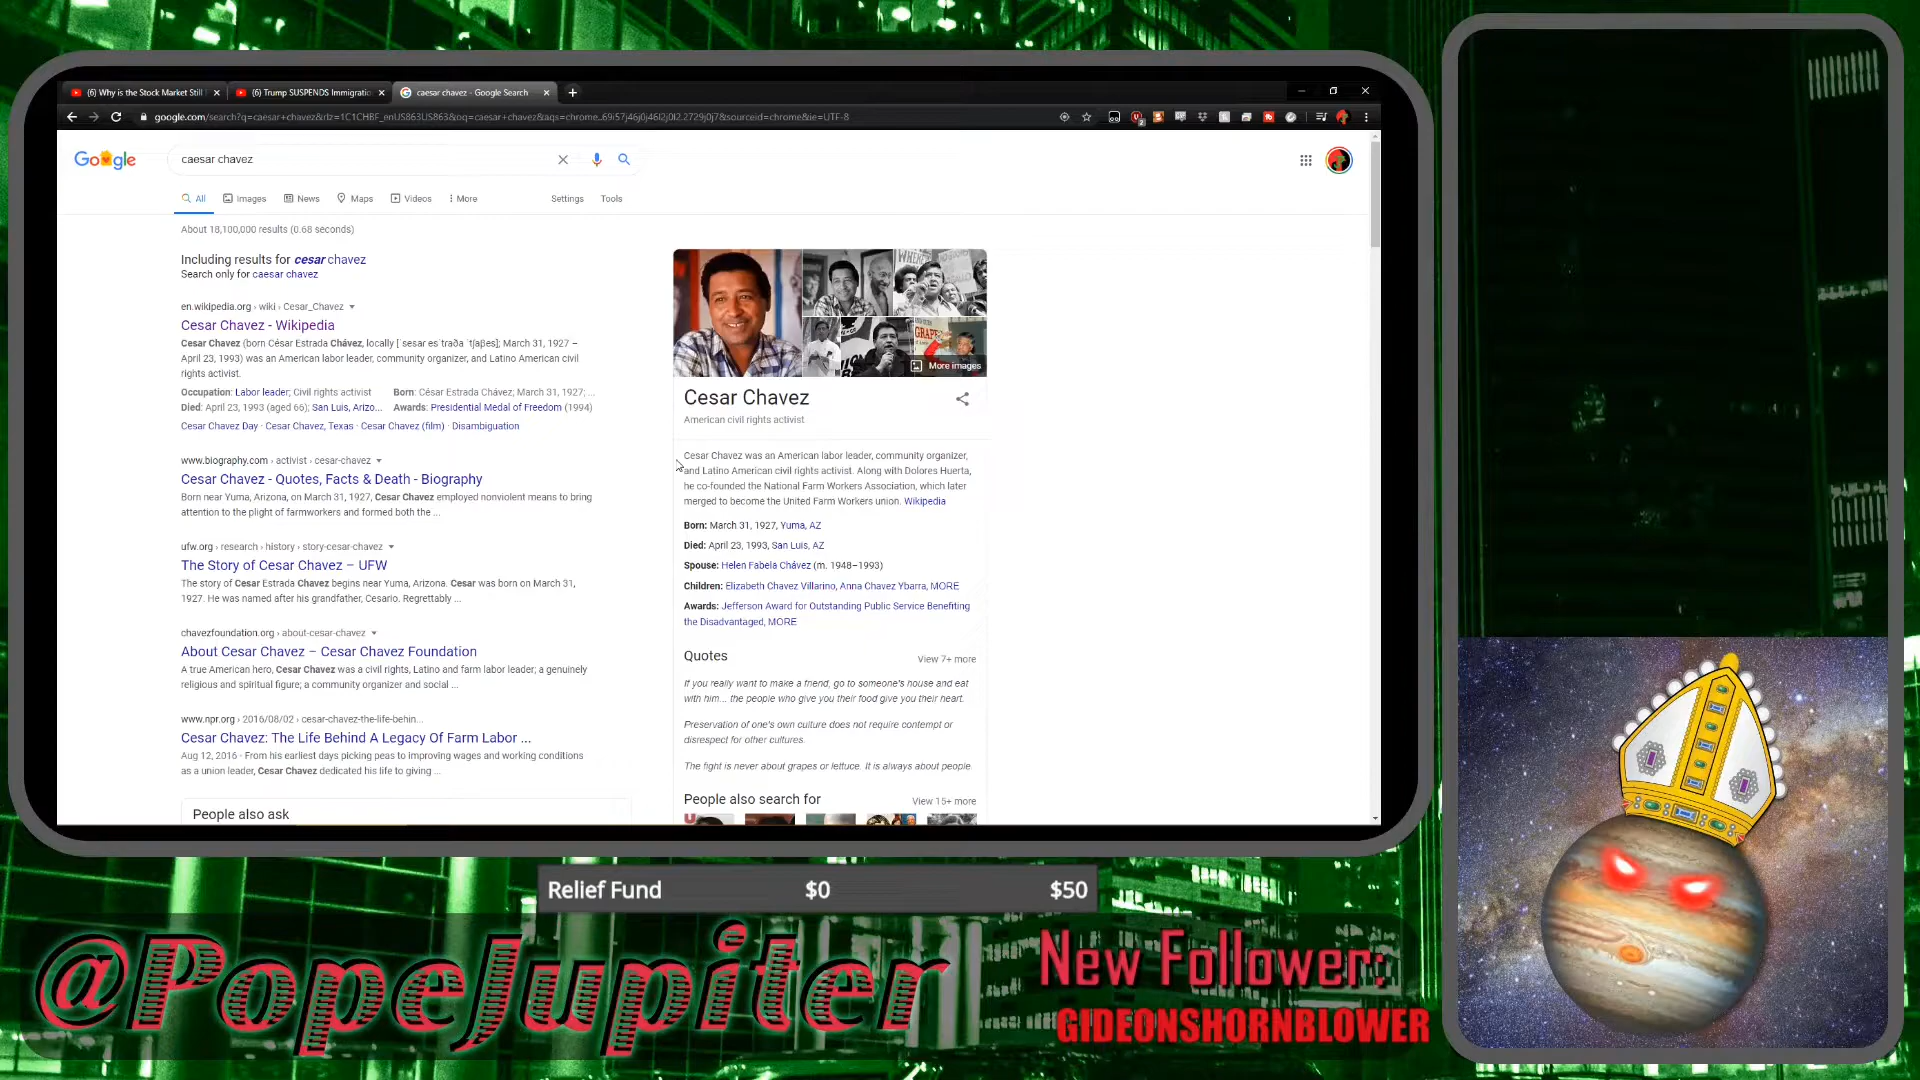 (6) Why is the Stock Market Still
(6) Trump SUSPENDS Immigratio
caesar chavez - Google Search
google.com/search?q=caesar+chavez&rlz=1C1CHBF_enUS863US863&oq=caesar+chavez&aqs=chrome..69i57j46j0j46l2j0l2.2729j0j7&sourceid=chrome&ie=UTF-8
caesar chavez
All Images News Maps Videos More Settings Tools
About 18,100,000 results (0.68 seconds)
Including results for cesar chavez
Search only for caesar chavez
en.wikipedia.org › wiki › Cesar_Chavez
Cesar Chavez - Wikipedia
Cesar Chavez (born César Estrada Chávez, locally [ˈsesaɾ esˈtɾaða ˈtʃaβes]; March 31, 1927 –
April 23, 1993) was an American labor leader, community organizer, and Latino American civil
rights activist.
Occupation: Labor leader; Civil rights activist Born: César Estrada Chávez; March 31, 1927; ...
Died: April 23, 1993 (aged 66); San Luis, Arizo... Awards: Presidential Medal of Freedom (1994)
Cesar Chavez Day · Cesar Chavez, Texas · Cesar Chavez (film) · Disambiguation
www.biography.com › activist › cesar-chavez
Cesar Chavez - Quotes, Facts & Death - Biography
Born near Yuma, Arizona, on March 31, 1927, Cesar Chavez employed nonviolent means to bring
attention to the plight of farmworkers and formed both the ...
ufw.org › research › history › story-cesar-chavez
The Story of Cesar Chavez – UFW
The story of Cesar Estrada Chavez begins near Yuma, Arizona. Cesar was born on March 31,
1927. He was named after his grandfather, Cesario. Regrettably ...
chavezfoundation.org › about-cesar-chavez
About Cesar Chavez – Cesar Chavez Foundation
A true American hero, Cesar Chavez was a civil rights, Latino and farm labor leader; a genuinely
religious and spiritual figure; a community organizer and social ...
www.npr.org › 2016/08/02 › cesar-chavez-the-life-behin...
Cesar Chavez: The Life Behind A Legacy Of Farm Labor ...
Aug 12, 2016 - From his earliest days picking peas to improving wages and working conditions
as a union leader, Cesar Chavez dedicated his life to giving ...
People also ask
More images
Cesar Chavez
American civil rights activist
Cesar Chavez was an American labor leader, community organizer,
and Latino American civil rights activist. Along with Dolores Huerta,
he co-founded the National Farm Workers Association, which later
merged to become the United Farm Workers union. Wikipedia
Born: March 31, 1927, Yuma, AZ
Died: April 23, 1993, San Luis, AZ
Spouse: Helen Fabela Chávez (m. 1948–1993)
Children: Elizabeth Chavez Villarino, Anna Chavez Ybarra, MORE
Awards: Jefferson Award for Outstanding Public Service Benefiting
the Disadvantaged, MORE
Quotes View 7+ more
If you really want to make a friend, go to someone's house and eat
with him... the people who give you their food give you their heart.
Preservation of one's own culture does not require contempt or
disrespect for other cultures.
The fight is never about grapes or lettuce. It is always about people.
People also search for View 15+ more
Relief Fund $0 $50
@PopeJupiter
New Follower:
GIDEONSHORNBLOWER